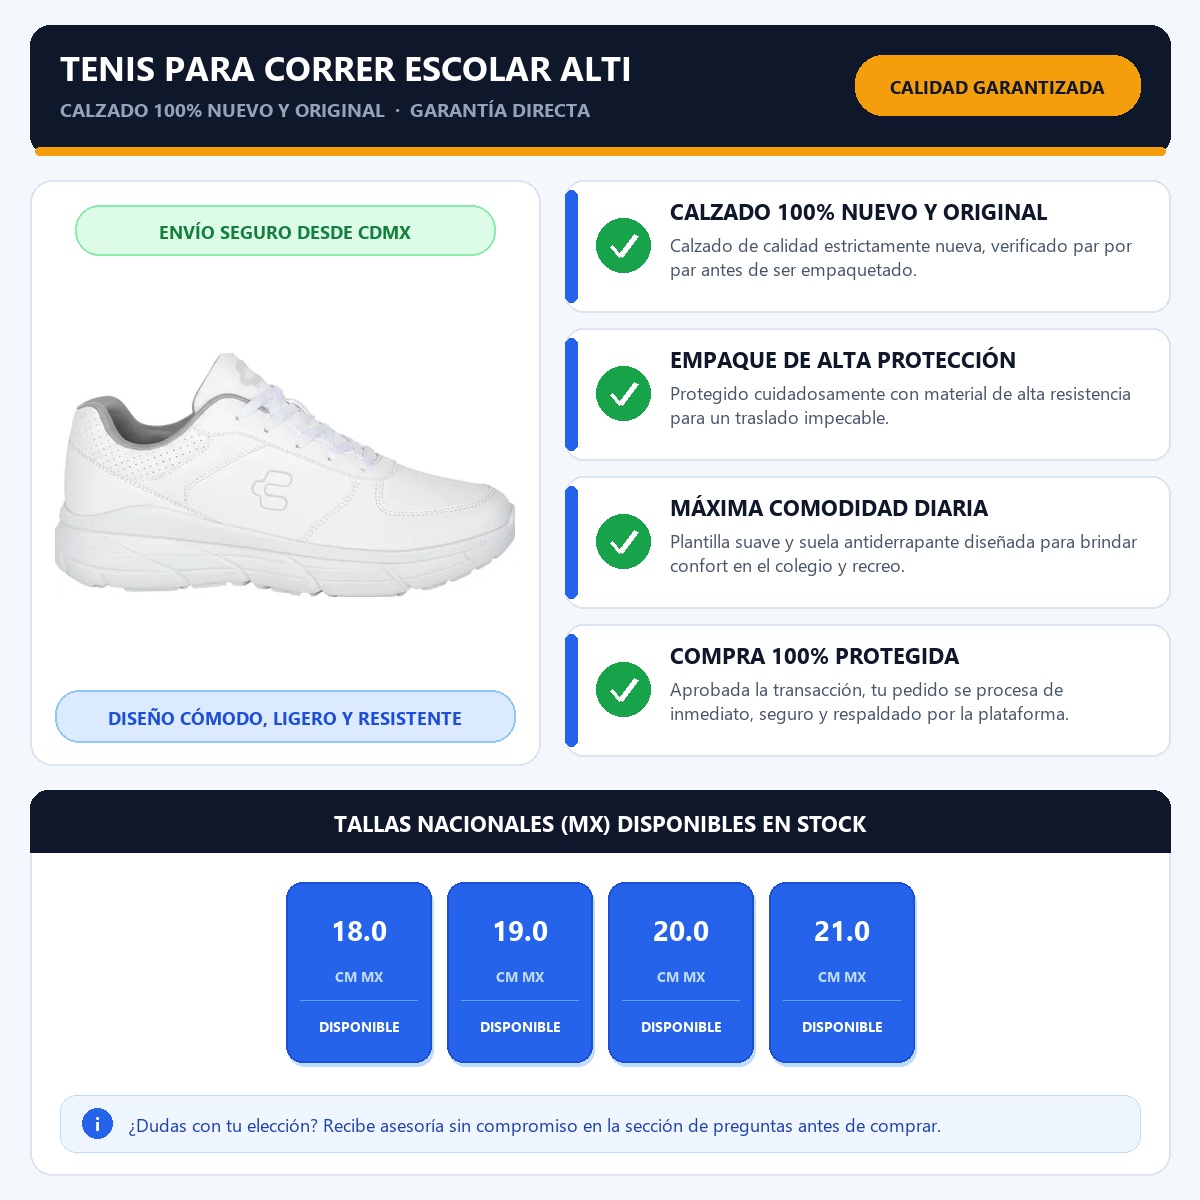 TENIS PARA CORRER ESCOLAR ALTI
CALZADO 100% NUEVO Y ORIGINAL · GARANTÍA DIRECTA
CALIDAD GARANTIZADA
ENVÍO SEGURO DESDE CDMX
DISEÑO CÓMODO, LIGERO Y RESISTENTE
CALZADO 100% NUEVO Y ORIGINAL
Calzado de calidad estrictamente nueva, verificado par por
par antes de ser empaquetado.
EMPAQUE DE ALTA PROTECCIÓN
Protegido cuidadosamente con material de alta resistencia
para un traslado impecable.
MÁXIMA COMODIDAD DIARIA
Plantilla suave y suela antiderrapante diseñada para brindar
confort en el colegio y recreo.
COMPRA 100% PROTEGIDA
Aprobada la transacción, tu pedido se procesa de
inmediato, seguro y respaldado por la plataforma.
TALLAS NACIONALES (MX) DISPONIBLES EN STOCK
18.0
CM MX
DISPONIBLE
19.0
CM MX
DISPONIBLE
20.0
CM MX
DISPONIBLE
21.0
CM MX
DISPONIBLE
¿Dudas con tu elección? Recibe asesoría sin compromiso en la sección de preguntas antes de comprar.